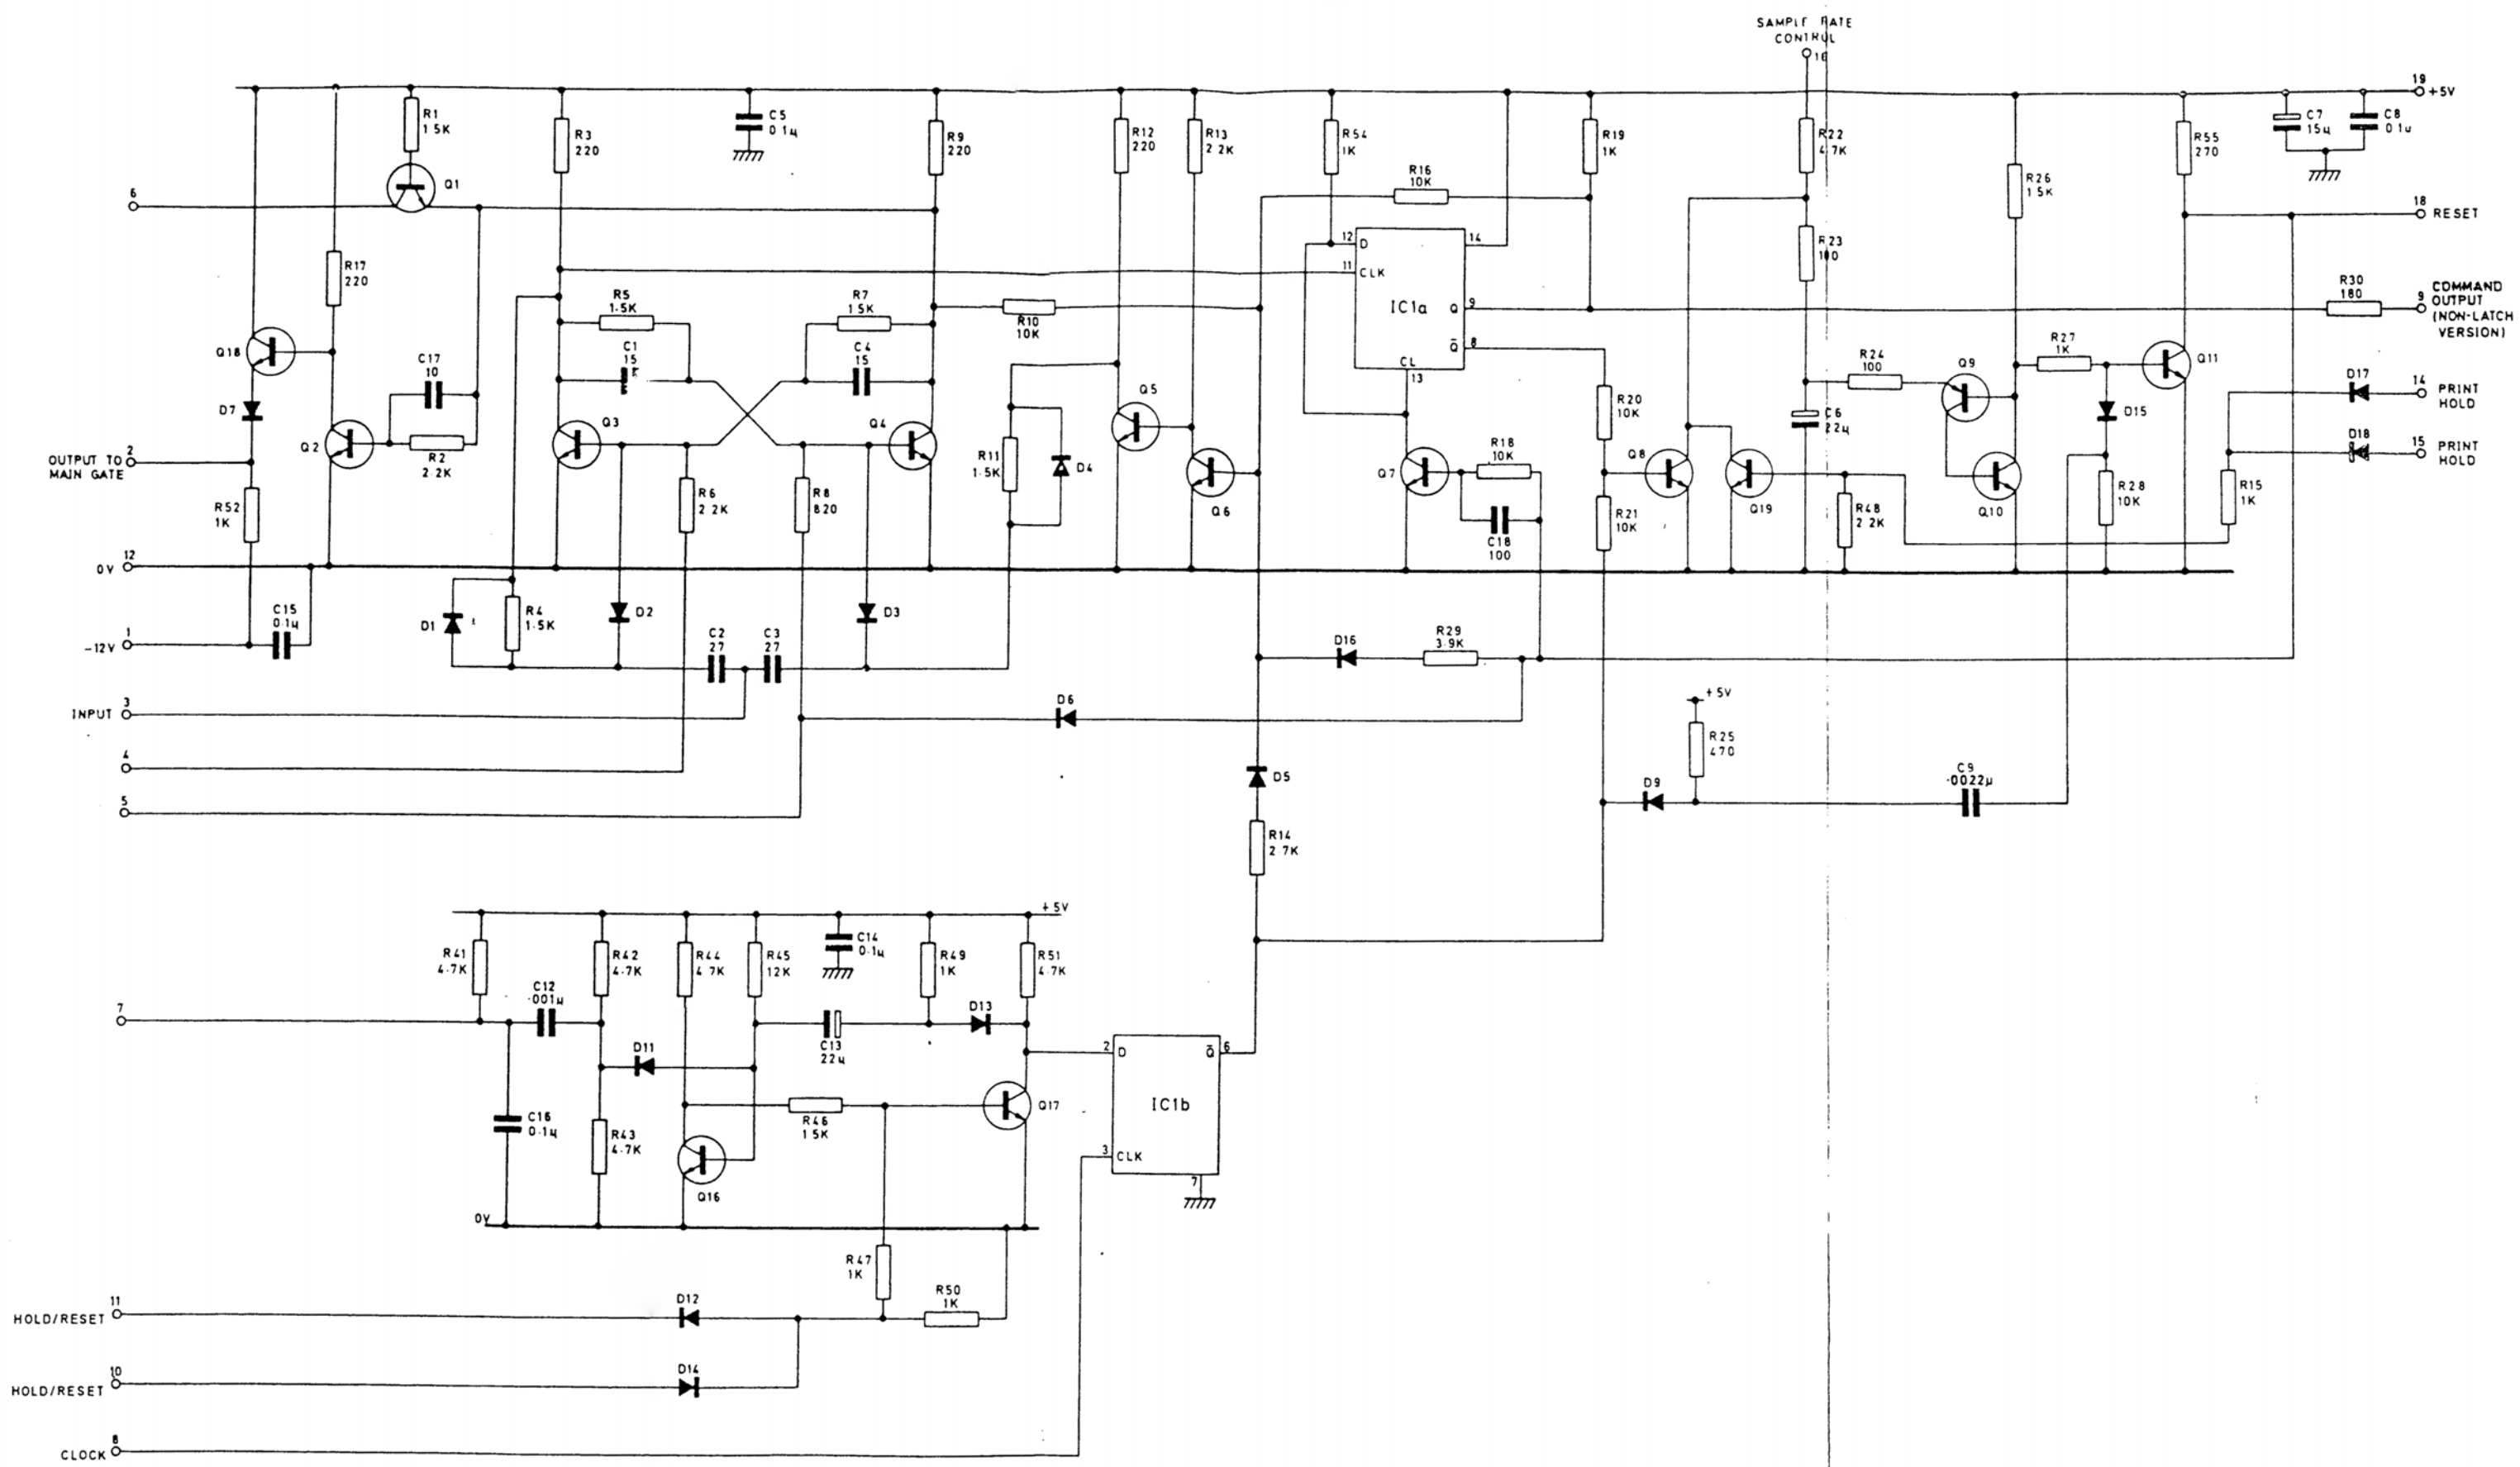 SAMPLE RATE
CONTROL
16
19
+5V
R1
1.5K
R3
220
C5
0.1µ
R9
220
R12
220
R13
2.2K
R54
1K
R19
1K
R22
4.7K
C7
15µ
C8
0.1µ
R55
270
R16
10K
R26
1.5K
6
Q1
18
RESET
R17
220
12
D
14
11
CLK
R23
100
IC1a
Q
9
Q̅
8
CL
13
R30
180
9
COMMAND
OUTPUT
(NON-LATCH
VERSION)
R5
1.5K
R7
1.5K
R10
10K
Q18
C17
10
C1
15
C4
15
R24
100
Q9
R27
1K
Q11
D7
Q2
R2
2.2K
Q3
Q4
Q5
R20
10K
C6
22µ
D15
D17
14
PRINT
HOLD
D18
15
PRINT
HOLD
OUTPUT TO
MAIN GATE
2
R11
1.5K
D4
R18
10K
Q7
Q8
R52
1K
R6
2.2K
R8
820
Q6
C18
100
R21
10K
Q19
R48
2.2K
Q10
R28
10K
R15
1K
0V
12
C15
0.1µ
D1
R4
1.5K
D2
D3
-12V
1
C2
27
C3
27
D16
R29
3.9K
INPUT
3
D6
+5V
R25
470
4
D5
D9
C9
.0022µ
5
R14
2.7K
+5V
R41
4.7K
R42
4.7K
R44
4.7K
R45
12K
C14
0.1µ
R49
1K
R51
4.7K
7
C12
.001µ
D13
C13
22µ
D11
2
D
Q̅
6
C16
0.1µ
R43
4.7K
R46
1.5K
Q17
IC1b
3
CLK
7
Q16
0V
R47
1K
R50
1K
HOLD/RESET
11
D12
HOLD/RESET
10
D14
CLOCK
8